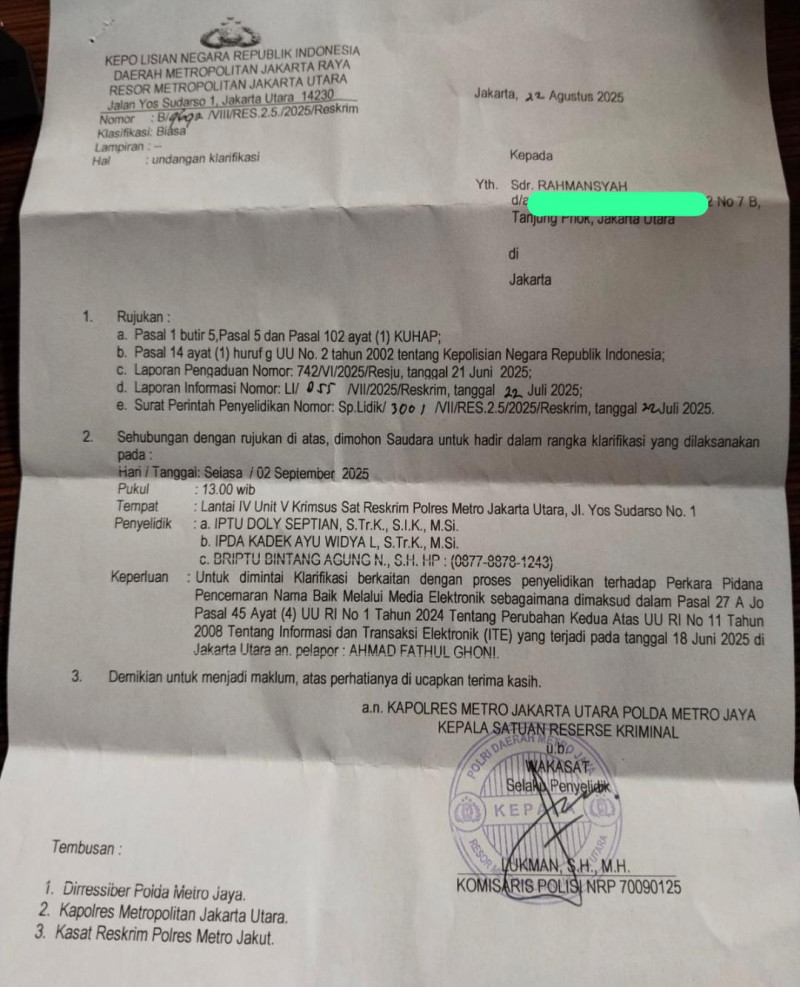 KEPO LISIAN NEGARA REPUBLIK INDONESIA
DAERAH METROPOLITAN JAKARTA RAYA
RESOR METROPOLITAN JAKARTA UTARA
Jalan Yos Sudarso 1, Jakarta Utara 14230
Nomor : B/ /VIII/RES.2.5./2025/Reskrim
Klasifikasi: Biasa
Lampiran : –
Hal : undangan klarifikasi
Jakarta, 22 Agustus 2025
Kepada
Yth. Sdr. RAHMANSYAH
d/a 2 No 7 B,
Tanjung Priok, Jakarta Utara
di
Jakarta
1. Rujukan :
a. Pasal 1 butir 5,Pasal 5 dan Pasal 102 ayat (1) KUHAP;
b. Pasal 14 ayat (1) huruf g UU No. 2 tahun 2002 tentang Kepolisian Negara Republik Indonesia;
c. Laporan Pengaduan Nomor: 742/VI/2025/Resju, tanggal 21 Juni 2025;
d. Laporan Informasi Nomor: LI/ 055 /VII/2025/Reskrim, tanggal 22 Juli 2025;
e. Surat Perintah Penyelidikan Nomor: Sp.Lidik/ 3001 /VII/RES.2.5/2025/Reskrim, tanggal 22 Juli 2025.
2. Sehubungan dengan rujukan di atas, dimohon Saudara untuk hadir dalam rangka klarifikasi yang dilaksanakan
pada :
Hari / Tanggal: Selasa / 02 September 2025
Pukul : 13.00 wib
Tempat : Lantai IV Unit V Krimsus Sat Reskrim Polres Metro Jakarta Utara, Jl. Yos Sudarso No. 1
Penyelidik : a. IPTU DOLY SEPTIAN, S.Tr.K., S.I.K., M.Si.
b. IPDA KADEK AYU WIDYA L, S.Tr.K., M.Si.
c. BRIPTU BINTANG AGUNG N., S.H. HP : (0877-8878-1243)
Keperluan : Untuk dimintai Klarifikasi berkaitan dengan proses penyelidikan terhadap Perkara Pidana
Pencemaran Nama Baik Melalui Media Elektronik sebagaimana dimaksud dalam Pasal 27 A Jo
Pasal 45 Ayat (4) UU RI No 1 Tahun 2024 Tentang Perubahan Kedua Atas UU RI No 11 Tahun
2008 Tentang Informasi dan Transaksi Elektronik (ITE) yang terjadi pada tanggal 18 Juni 2025 di
Jakarta Utara an. pelapor : AHMAD FATHUL GHONI.
3. Demikian untuk menjadi maklum, atas perhatianya di ucapkan terima kasih.
a.n. KAPOLRES METRO JAKARTA UTARA POLDA METRO JAYA
KEPALA SATUAN RESERSE KRIMINAL
u.b.
WAKASAT
Selaku Penyelidik
POLRI DAERAH METRO JAYA
KEPALA
RESOR UTARA
LUKMAN, S.H., M.H.
KOMISARIS POLISI NRP 70090125
Tembusan :
1. Dirressiber Polda Metro Jaya.
2. Kapolres Metropolitan Jakarta Utara.
3. Kasat Reskrim Polres Metro Jakut.